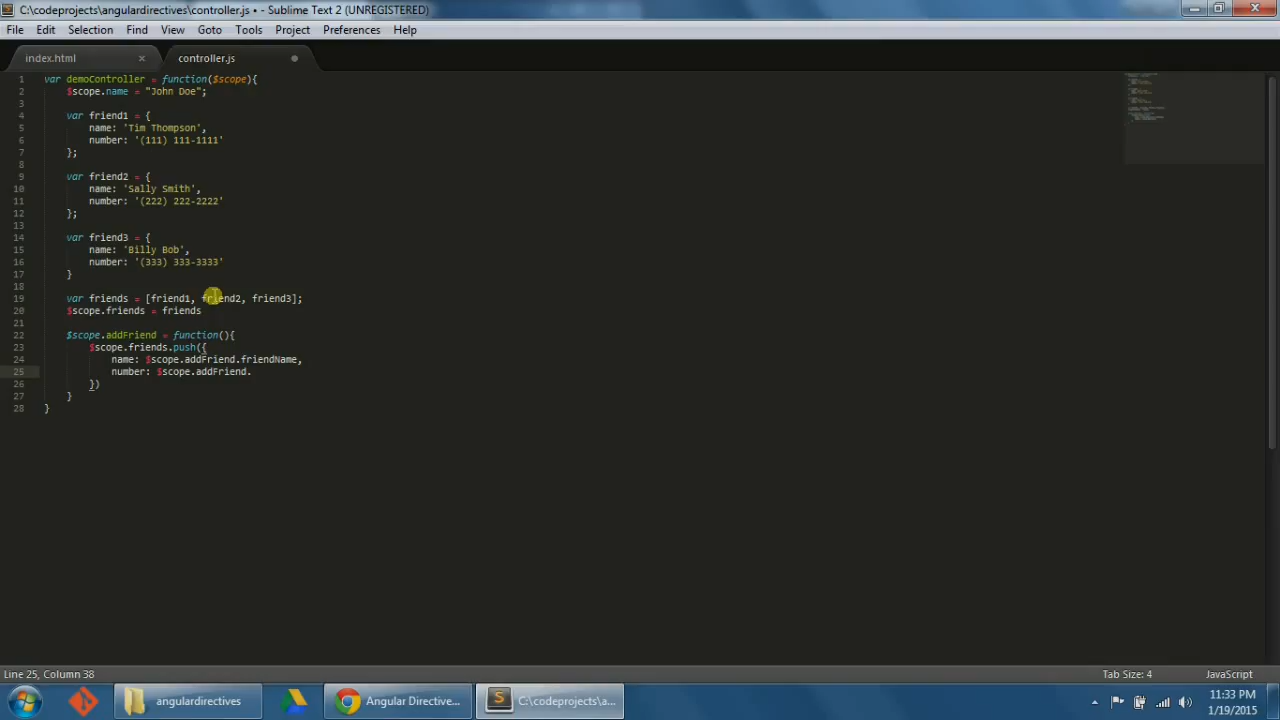 C:\codeprojects\angulardirectives\controller.js • - Sublime Text 2 (UNREGISTERED)
File Edit Selection Find View Goto Tools Project Preferences Help
index.html × controller.js
1 var demoController = function($scope){
2 $scope.name = "John Doe";
3
4 var friend1 = {
5 name: 'Tim Thompson',
6 number: '(111) 111-1111'
7 };
8
9 var friend2 = {
10 name: 'Sally Smith',
11 number: '(222) 222-2222'
12 };
13
14 var friend3 = {
15 name: 'Billy Bob',
16 number: '(333) 333-3333'
17 }
18
19 var friends = [friend1, friend2, friend3];
20 $scope.friends = friends
21
22 $scope.addFriend = function(){
23 $scope.friends.push({
24 name: $scope.addFriend.friendName,
25 number: $scope.addFriend.
26 })
27 }
28 }
Line 25, Column 38 Tab Size: 4 JavaScript
angulardirectives Angular Directive... C:\codeprojects\a... 11:33 PM
1/19/2015